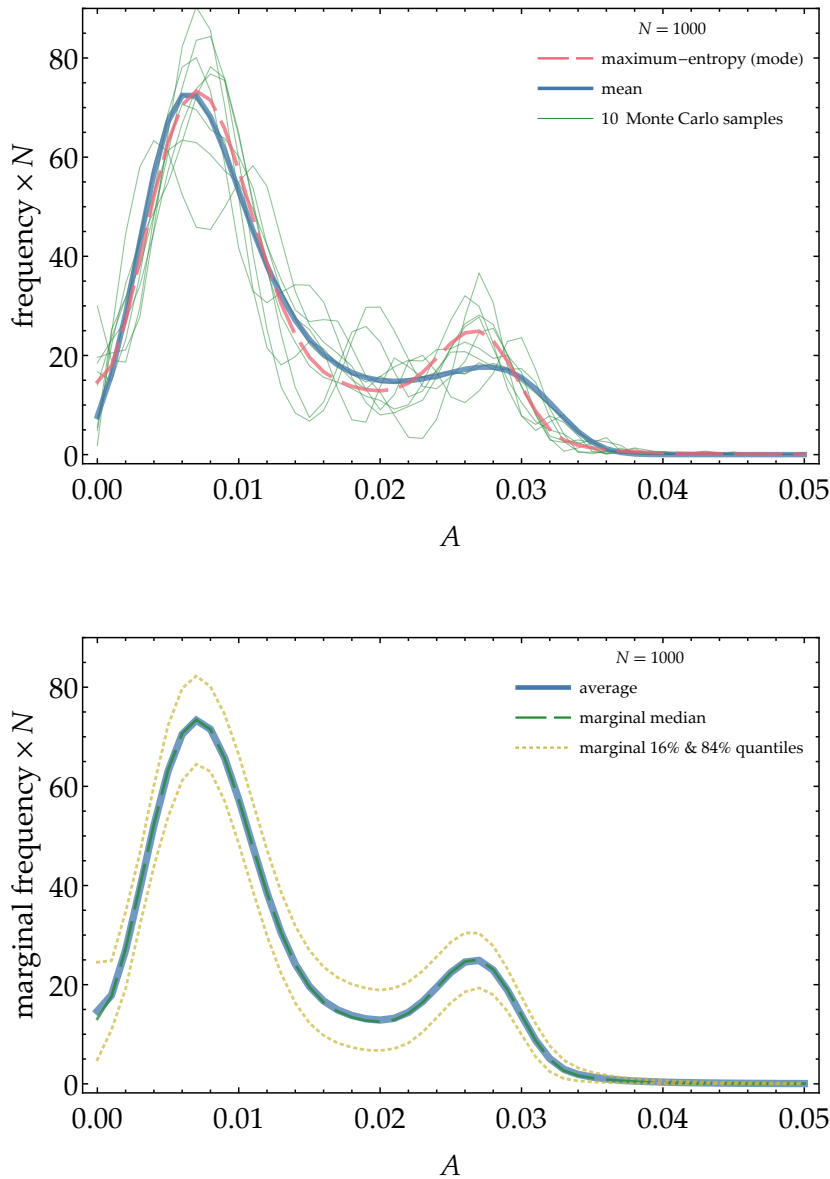 N = 1000
maximum−entropy (mode)
mean
10 Monte Carlo samples
frequency × N
80
60
40
20
0
0.00 0.01 0.02 0.03 0.04 0.05
A
N = 1000
average
marginal median
marginal 16% & 84% quantiles
marginal frequency × N
80
60
40
20
0
0.00 0.01 0.02 0.03 0.04 0.05
A